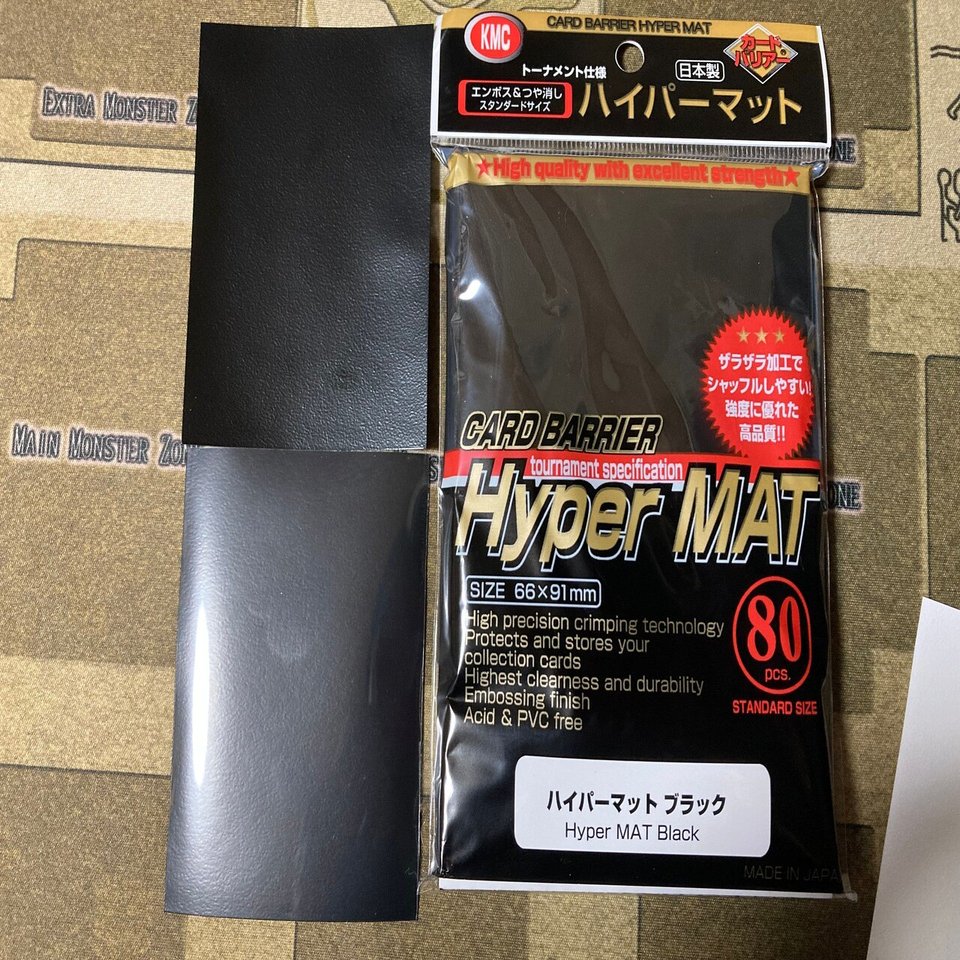 CARD BARRIER HYPER MAT
KMC
カード
バリアー
トーナメント仕様
日本製
エンボス&つや消し
スタンダードサイズ
ハイパーマット
★High quality with excellent strength★
EXTRA MONSTER ZO
ONE
★★★
ザラザラ加工で
シャッフルしやすい!
強度に優れた
高品質!!
CARD BARRIER
tournament specification
Hyper MAT
MAIN MONSTER ZON
S
ONE
SIZE 66×91mm
High precision crimping technology
Protects and stores your
collection cards
Highest clearness and durability
Embossing finish
Acid & PVC free
80
pcs.
STANDARD SIZE
ハイパーマット ブラック
Hyper MAT Black
MADE IN JAPA